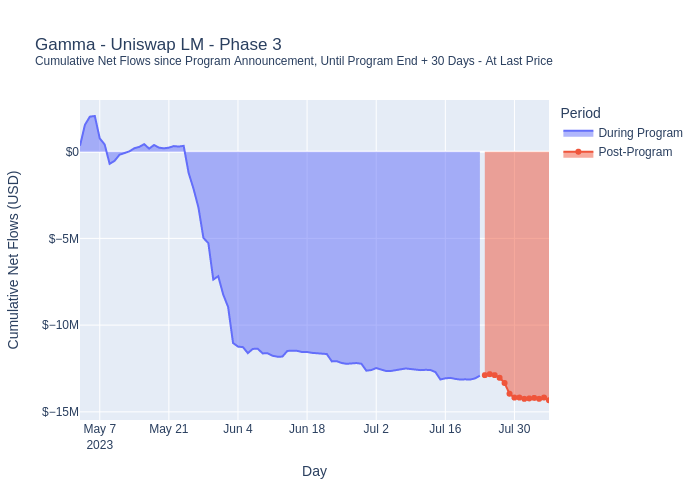 Gamma - Uniswap LM - Phase 3
Cumulative Net Flows since Program Announcement, Until Program End + 30 Days - At Last Price
Period
During Program
Post-Program
Cumulative Net Flows (USD)
$0
$−5M
$−10M
$−15M
May 7
2023
May 21
Jun 4
Jun 18
Jul 2
Jul 16
Jul 30
Day